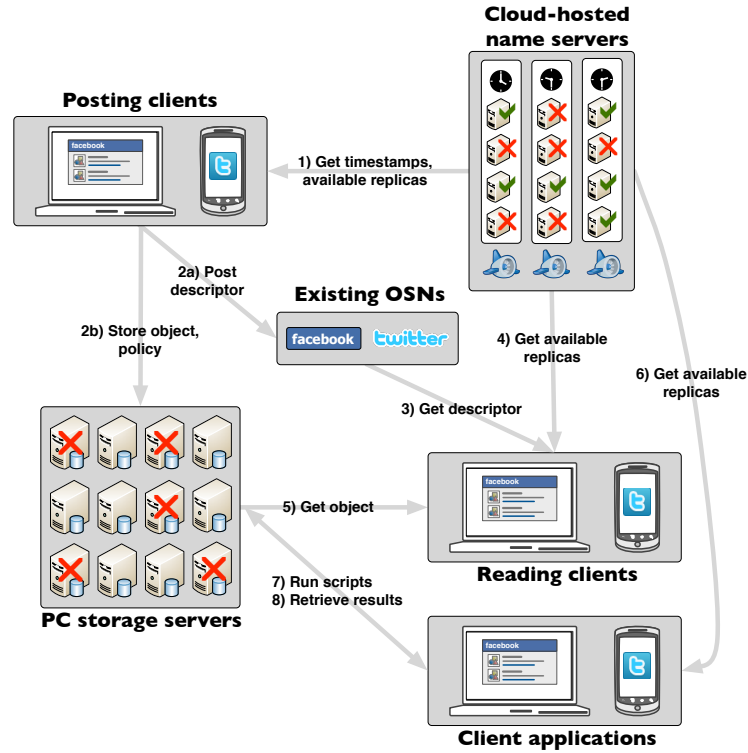 Cloud-hosted
name servers
Posting clients
facebook
1) Get timestamps,
available replicas
2a) Post
descriptor
Existing OSNs
2b) Store object,
policy
facebook
twitter
4) Get available
replicas
6) Get available
replicas
3) Get descriptor
facebook
5) Get object
Reading clients
7) Run scripts
8) Retrieve results
PC storage servers
facebook
Client applications